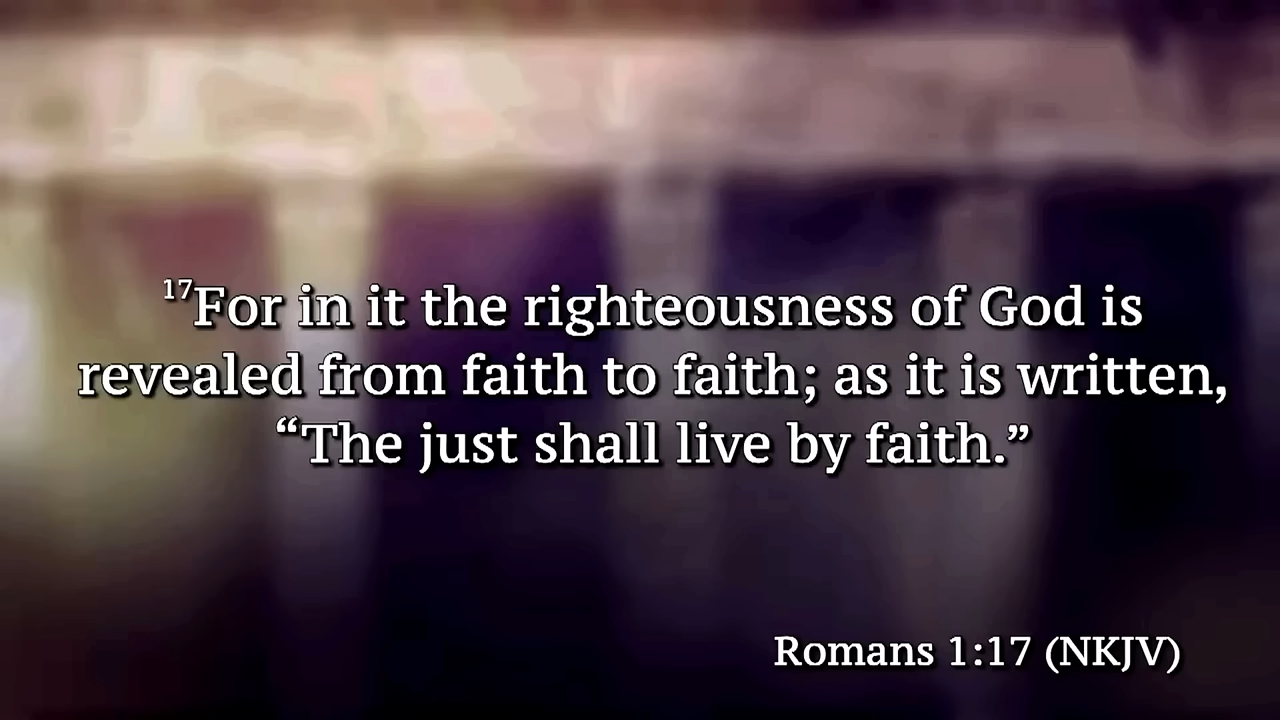 17For in it the righteousness of God is
revealed from faith to faith; as it is written,
“The just shall live by faith.”
Romans 1:17 (NKJV)